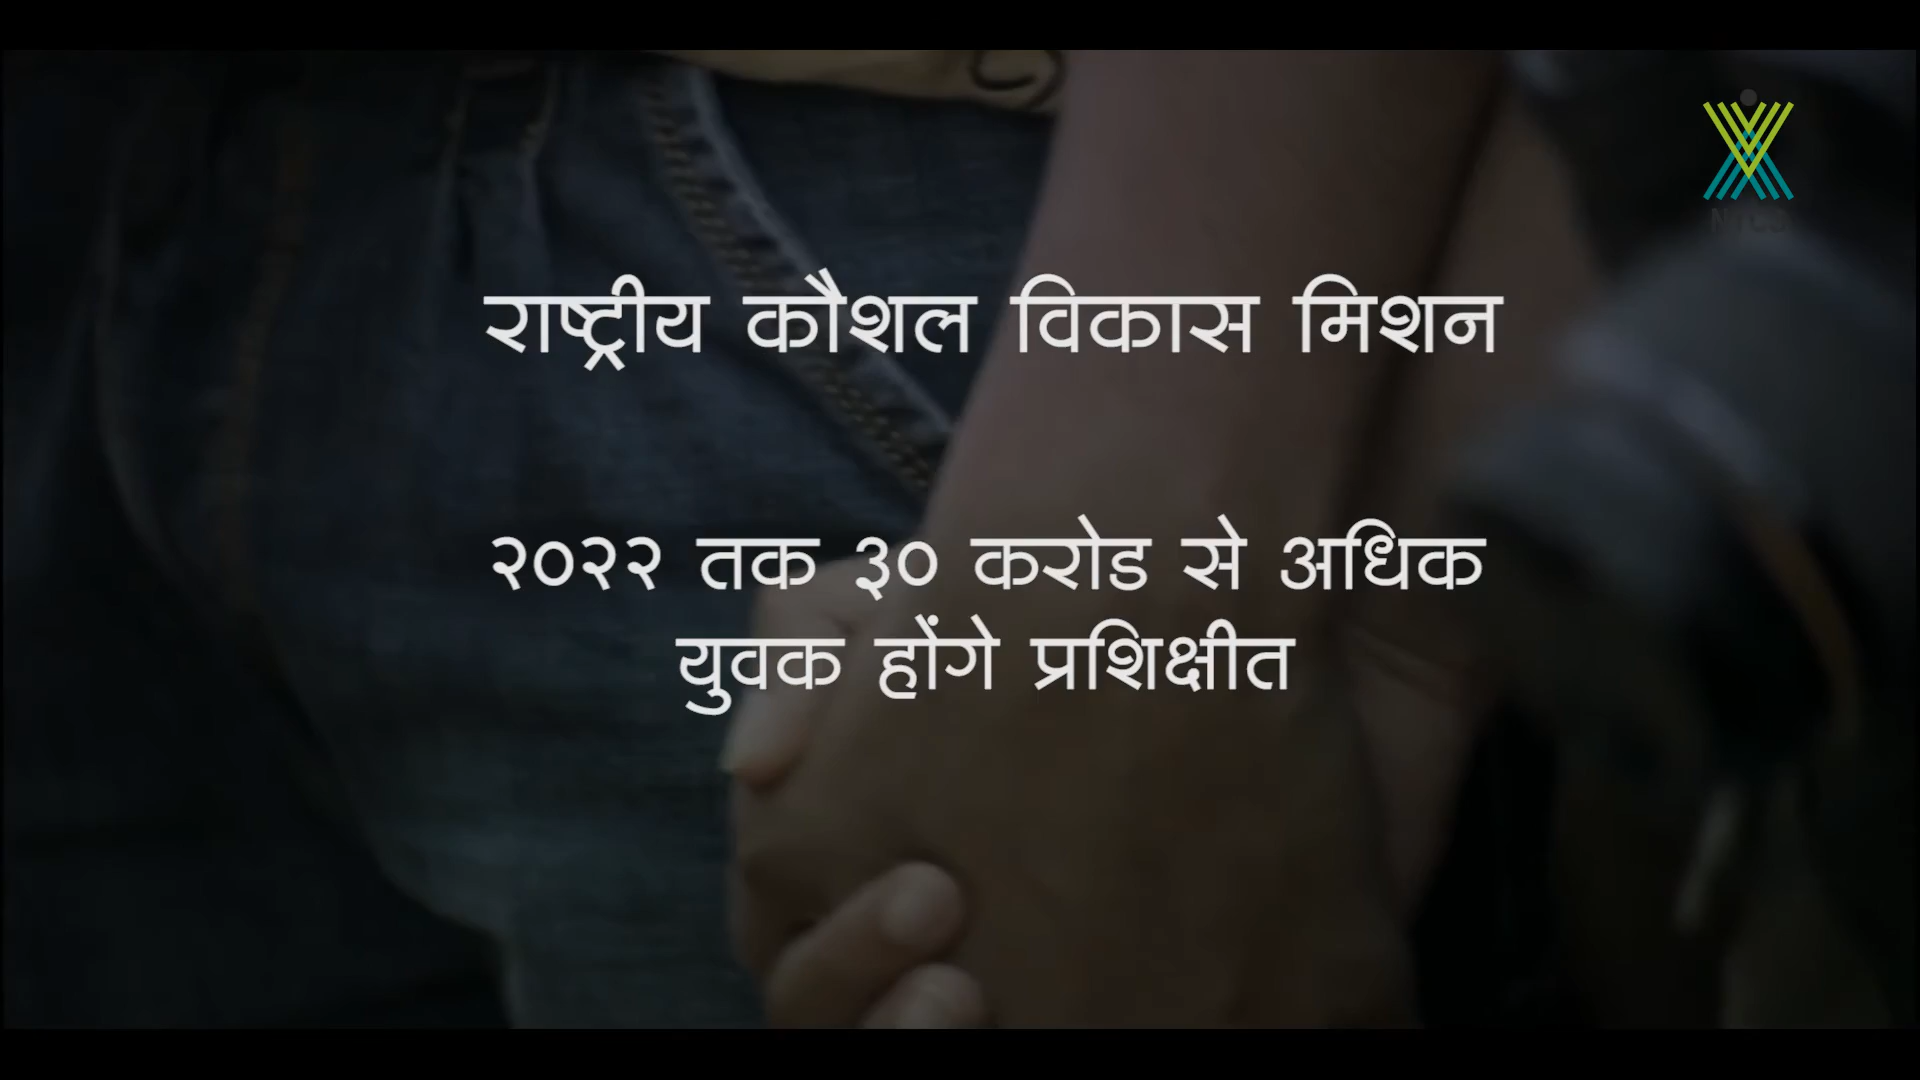 राष्ट्रीय कौशल विकास मिशन
२०२२ तक ३० करोड से अधिक
युवक होंगे प्रशिक्षीत